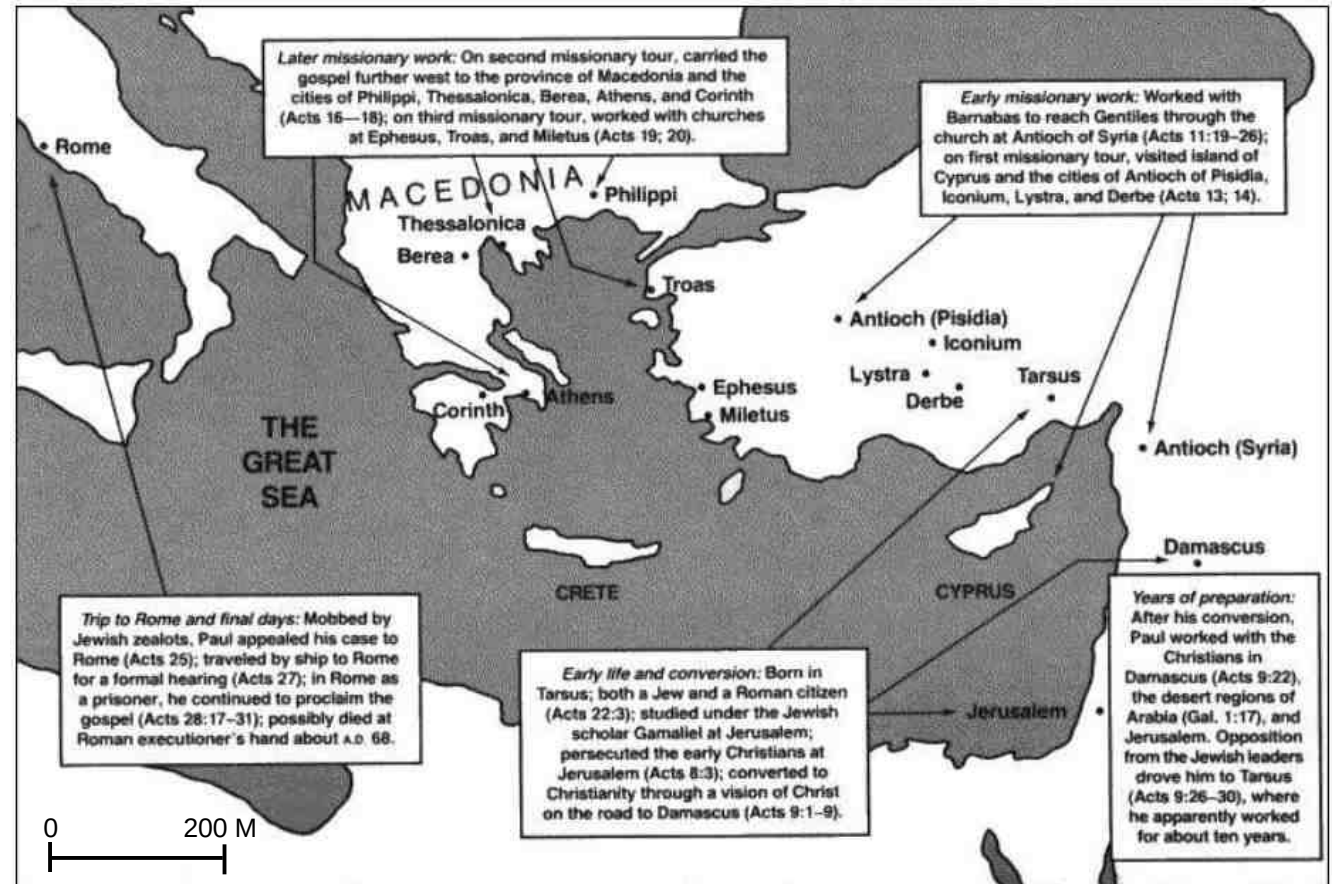 Later missionary work: On second missionary tour, carried the
gospel further west to the province of Macedonia and the
cities of Philippi, Thessalonica, Berea, Athens, and Corinth
(Acts 16—18); on third missionary tour, worked with churches
at Ephesus, Troas, and Miletus (Acts 19; 20).
Early missionary work: Worked with
Barnabas to reach Gentiles through the
church at Antioch of Syria (Acts 11:19–26);
on first missionary tour, visited island of
Cyprus and the cities of Antioch of Pisidia,
Iconium, Lystra, and Derbe (Acts 13; 14).
Rome
MACEDONIA
Philippi
Thessalonica
Berea
Troas
Antioch (Pisidia)
Iconium
Lystra
Derbe
Tarsus
Ephesus
Miletus
Athens
Corinth
THE
GREAT
SEA
Antioch (Syria)
Damascus
CRETE
CYPRUS
Jerusalem
Trip to Rome and final days: Mobbed by
Jewish zealots, Paul appealed his case to
Rome (Acts 25); traveled by ship to Rome
for a formal hearing (Acts 27); in Rome as
a prisoner, he continued to proclaim the
gospel (Acts 28:17–31); possibly died at
Roman executioner's hand about A.D. 68.
Early life and conversion: Born in
Tarsus; both a Jew and a Roman citizen
(Acts 22:3); studied under the Jewish
scholar Gamaliel at Jerusalem;
persecuted the early Christians at
Jerusalem (Acts 8:3); converted to
Christianity through a vision of Christ
on the road to Damascus (Acts 9:1–9).
Years of preparation:
After his conversion,
Paul worked with the
Christians in
Damascus (Acts 9:22),
the desert regions of
Arabia (Gal. 1:17), and
Jerusalem. Opposition
from the Jewish leaders
drove him to Tarsus
(Acts 9:26–30), where
he apparently worked
for about ten years.
0 200 M